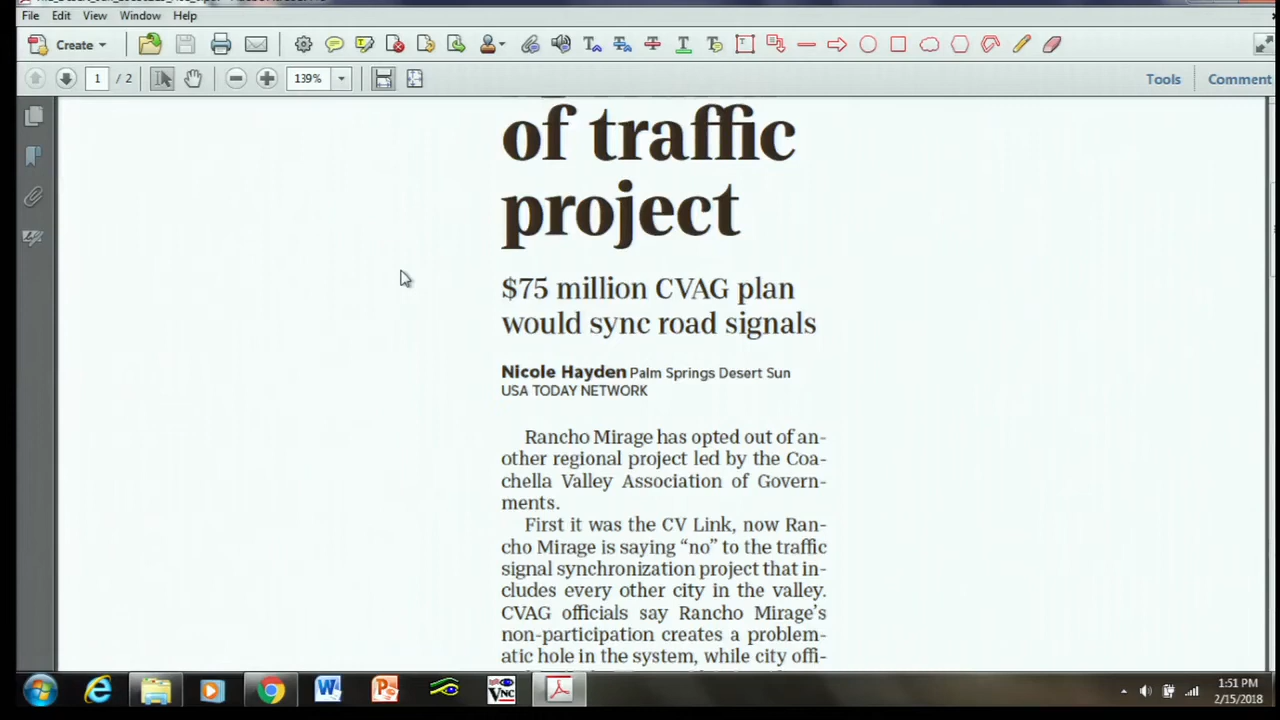 File Edit View Window Help
Create
1 / 2 139% Tools Comment
of traffic
project
$75 million CVAG plan
would sync road signals
Nicole Hayden Palm Springs Desert Sun
USA TODAY NETWORK
Rancho Mirage has opted out of an-
other regional project led by the Coa-
chella Valley Association of Govern-
ments.
First it was the CV Link, now Ran-
cho Mirage is saying “no” to the traffic
signal synchronization project that in-
cludes every other city in the valley.
CVAG officials say Rancho Mirage’s
non-participation creates a problem-
atic hole in the system, while city offi-
VNC
1:51 PM
2/15/2018